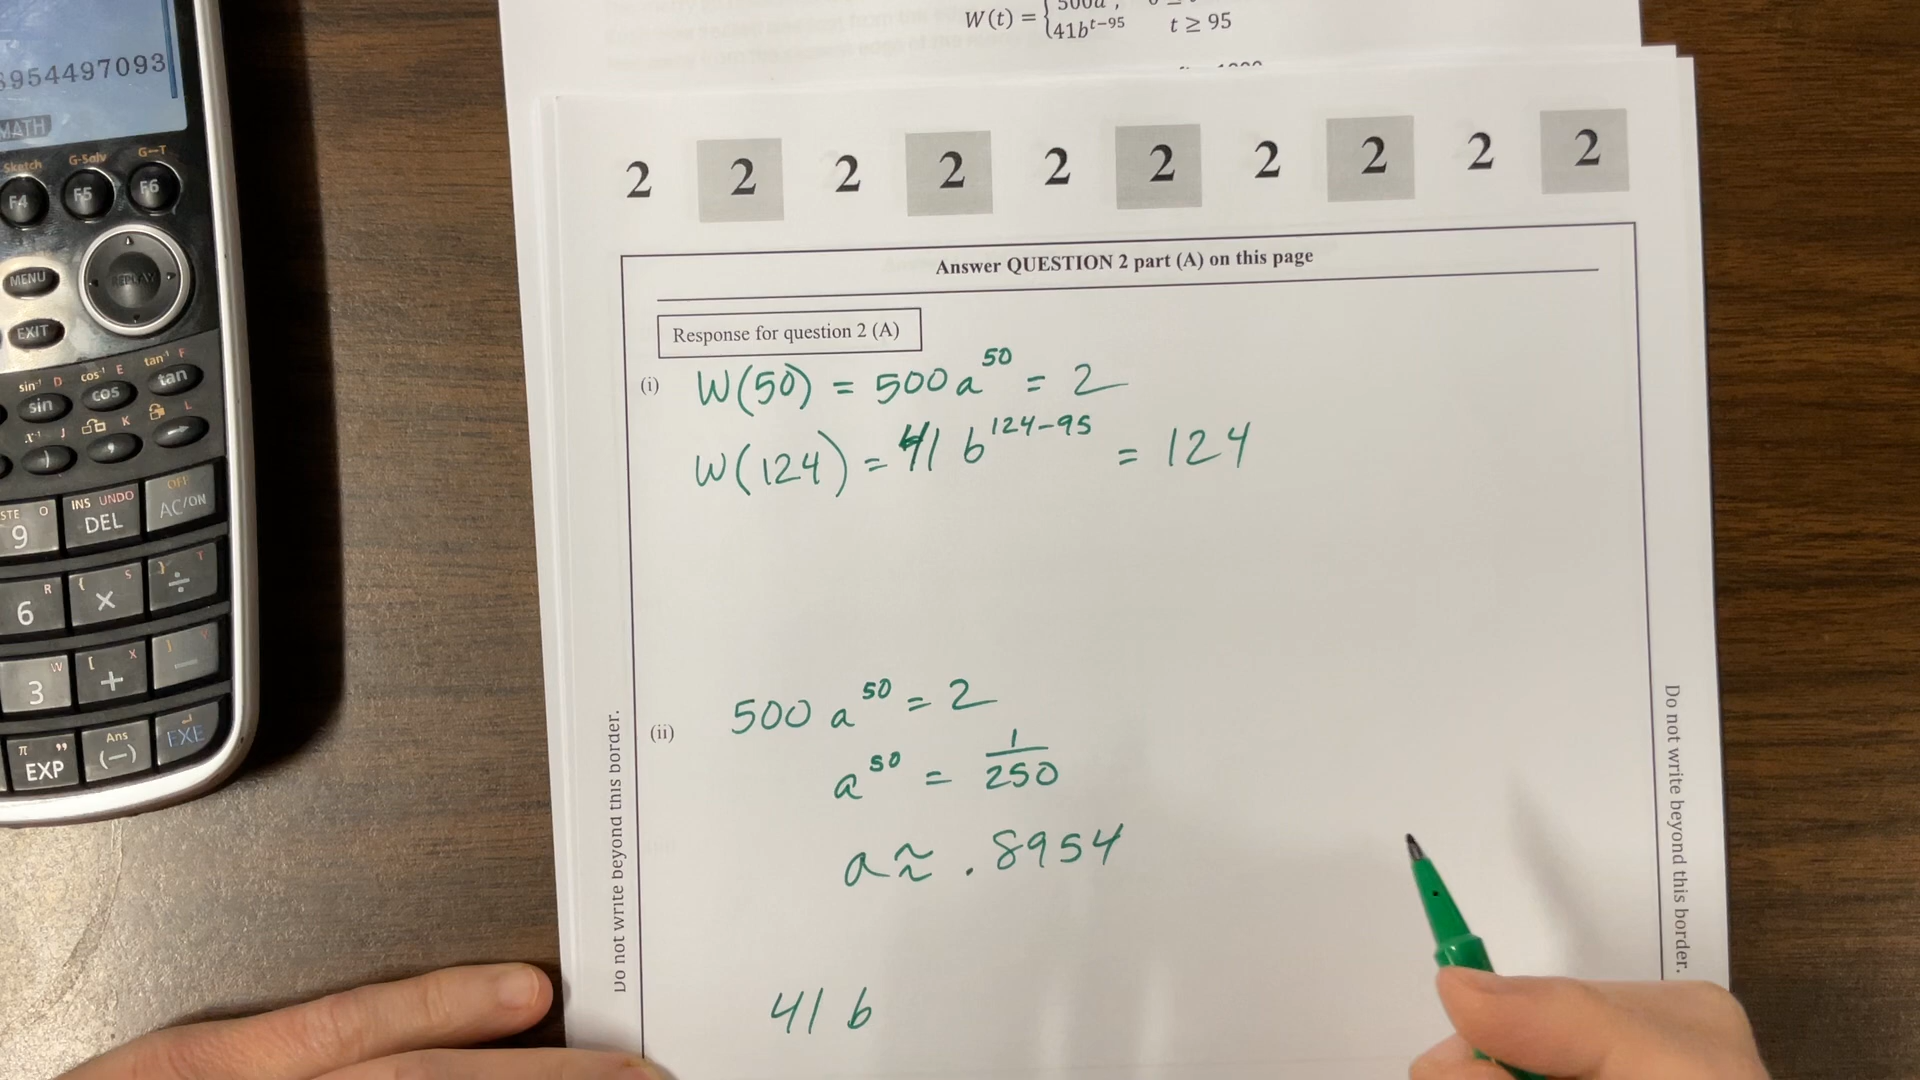 W(t) = { 500a
41b^{t−95} t ≥ 95
8954497093
MATH
2 2 2 2 2 2 2 2 2 2
Answer QUESTION 2 part (A) on this page
Response for question 2 (A)
(i) W(50) = 500a^{50} = 2
W(124) = 41 b^{124-95} = 124
(ii) 500 a^{50} = 2
a^{50} = 1/250
a ≈ .8954
41 b
Do not write beyond this border.
Do not write beyond this border.
Sketch G-Solv G↔T
F4 F5 F6
MENU REPLAY
EXIT
sin⁻¹ D cos⁻¹ E tan⁻¹ F
sin cos tan
x⁻¹ J K L
) , →
STE O INS UNDO OFF
9 DEL AC/ON
R { S } T
6 × ÷
W [ X ] Y
3 + −
π " Ans ↵
EXP (−) EXE